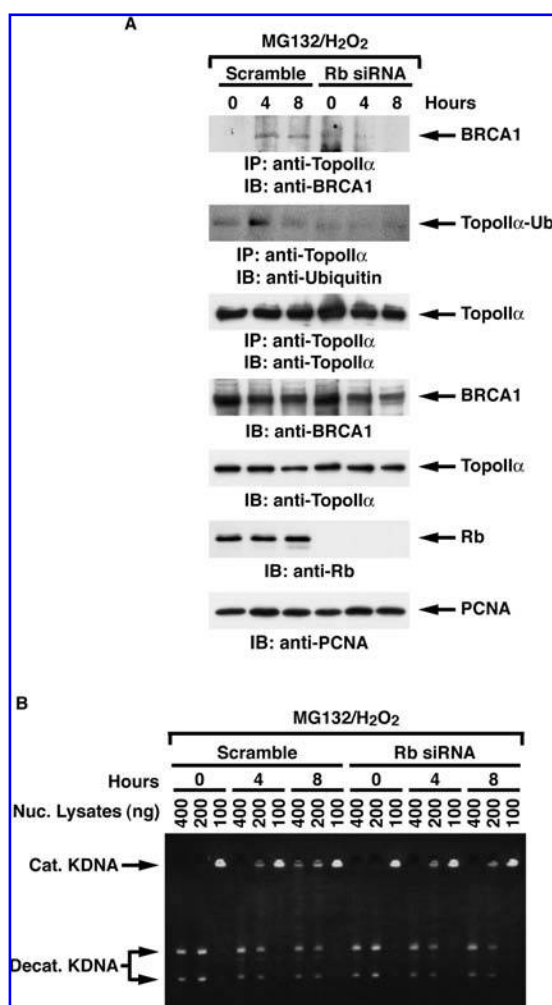 A
MG132/H₂O₂
Scramble Rb siRNA
0 4 8 0 4 8 Hours
BRCA1
IP: anti-TopoIIα
IB: anti-BRCA1
TopoIIα-Ub
IP: anti-TopoIIα
IB: anti-Ubiquitin
TopoIIα
IP: anti-TopoIIα
IB: anti-TopoIIα
BRCA1
IB: anti-BRCA1
TopoIIα
IB: anti-TopoIIα
Rb
IB: anti-Rb
PCNA
IB: anti-PCNA
B
MG132/H₂O₂
Scramble Rb siRNA
Hours 0 4 8 0 4 8
Nuc. Lysates (ng) 400 200 100 400 200 100 400 200 100 400 200 100 400 200 100 400 200 100
Cat. KDNA
Decat. KDNA